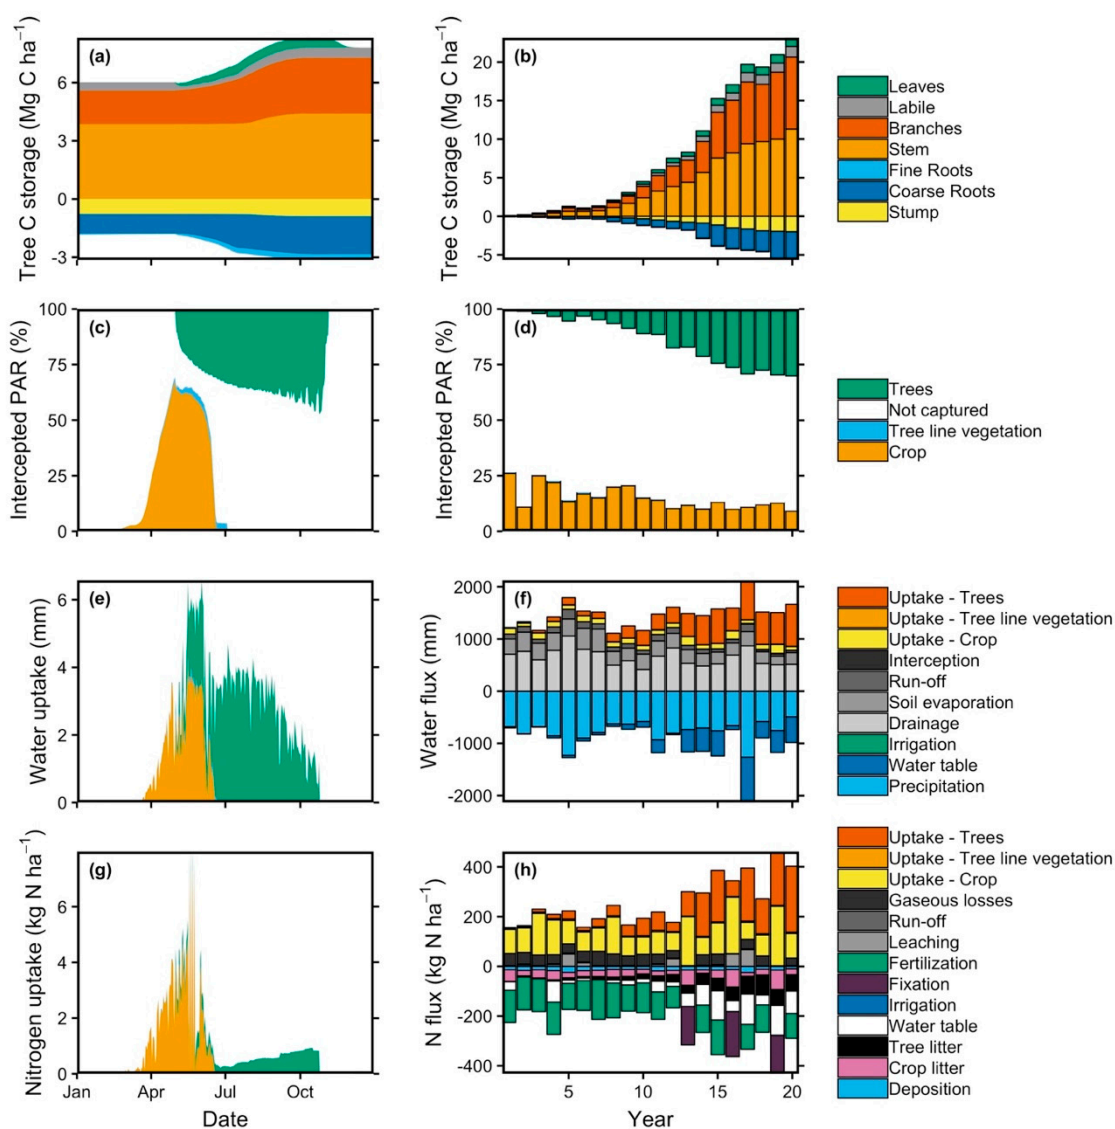 Tree C storage (Mg C ha−1)
(a)
6
3
0
-3
Tree C storage (Mg C ha−1)
(b)
20
15
10
5
0
-5
Leaves
Labile
Branches
Stem
Fine Roots
Coarse Roots
Stump
Intercepted PAR (%)
(c)
100
75
50
25
0
Intercepted PAR (%)
(d)
100
75
50
25
0
Trees
Not captured
Tree line vegetation
Crop
Water uptake (mm)
(e)
6
4
2
0
Water flux (mm)
(f)
2000
1000
0
-1000
-2000
Uptake - Trees
Uptake - Tree line vegetation
Uptake - Crop
Interception
Run-off
Soil evaporation
Drainage
Irrigation
Water table
Precipitation
Nitrogen uptake (kg N ha−1)
(g)
6
4
2
0
Jan Apr Jul Oct
Date
N flux (kg N ha−1)
(h)
400
200
0
-200
-400
5 10 15 20
Year
Uptake - Trees
Uptake - Tree line vegetation
Uptake - Crop
Gaseous losses
Run-off
Leaching
Fertilization
Fixation
Irrigation
Water table
Tree litter
Crop litter
Deposition